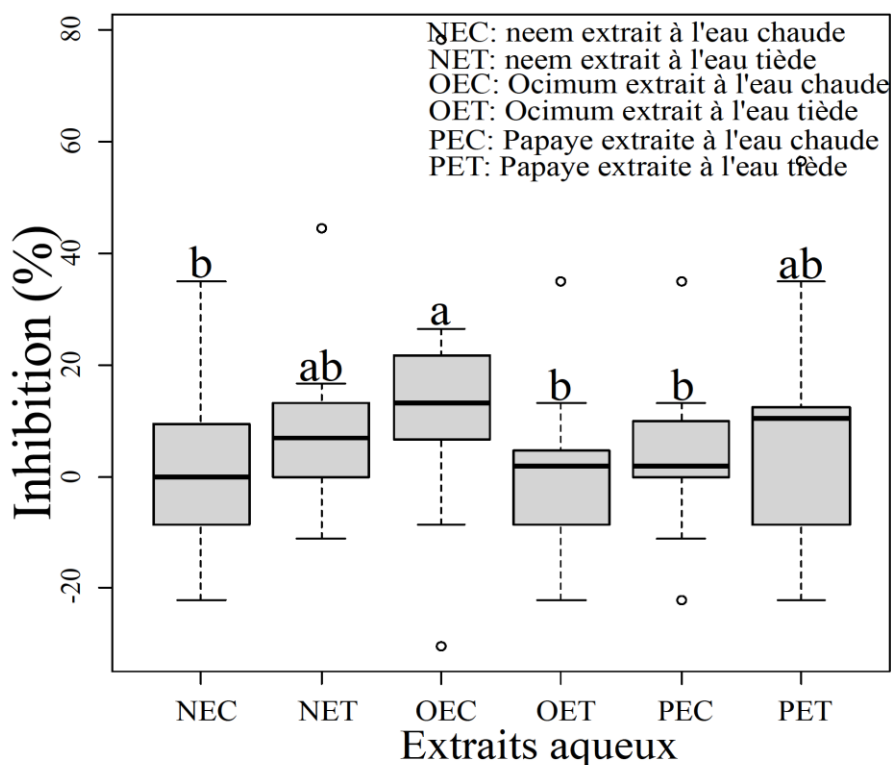 NEC: neem extrait à l'eau chaude
NET: neem extrait à l'eau tiède
OEC: Ocimum extrait à l'eau chaude
OET: Ocimum extrait à l'eau tiède
PEC: Papaye extraite à l'eau chaude
PET: Papaye extraite à l'eau tiède
80
60
40
20
0
-20
Inhibition (%)
b
ab
a
b
b
ab
NEC NET OEC OET PEC PET
Extraits aqueux